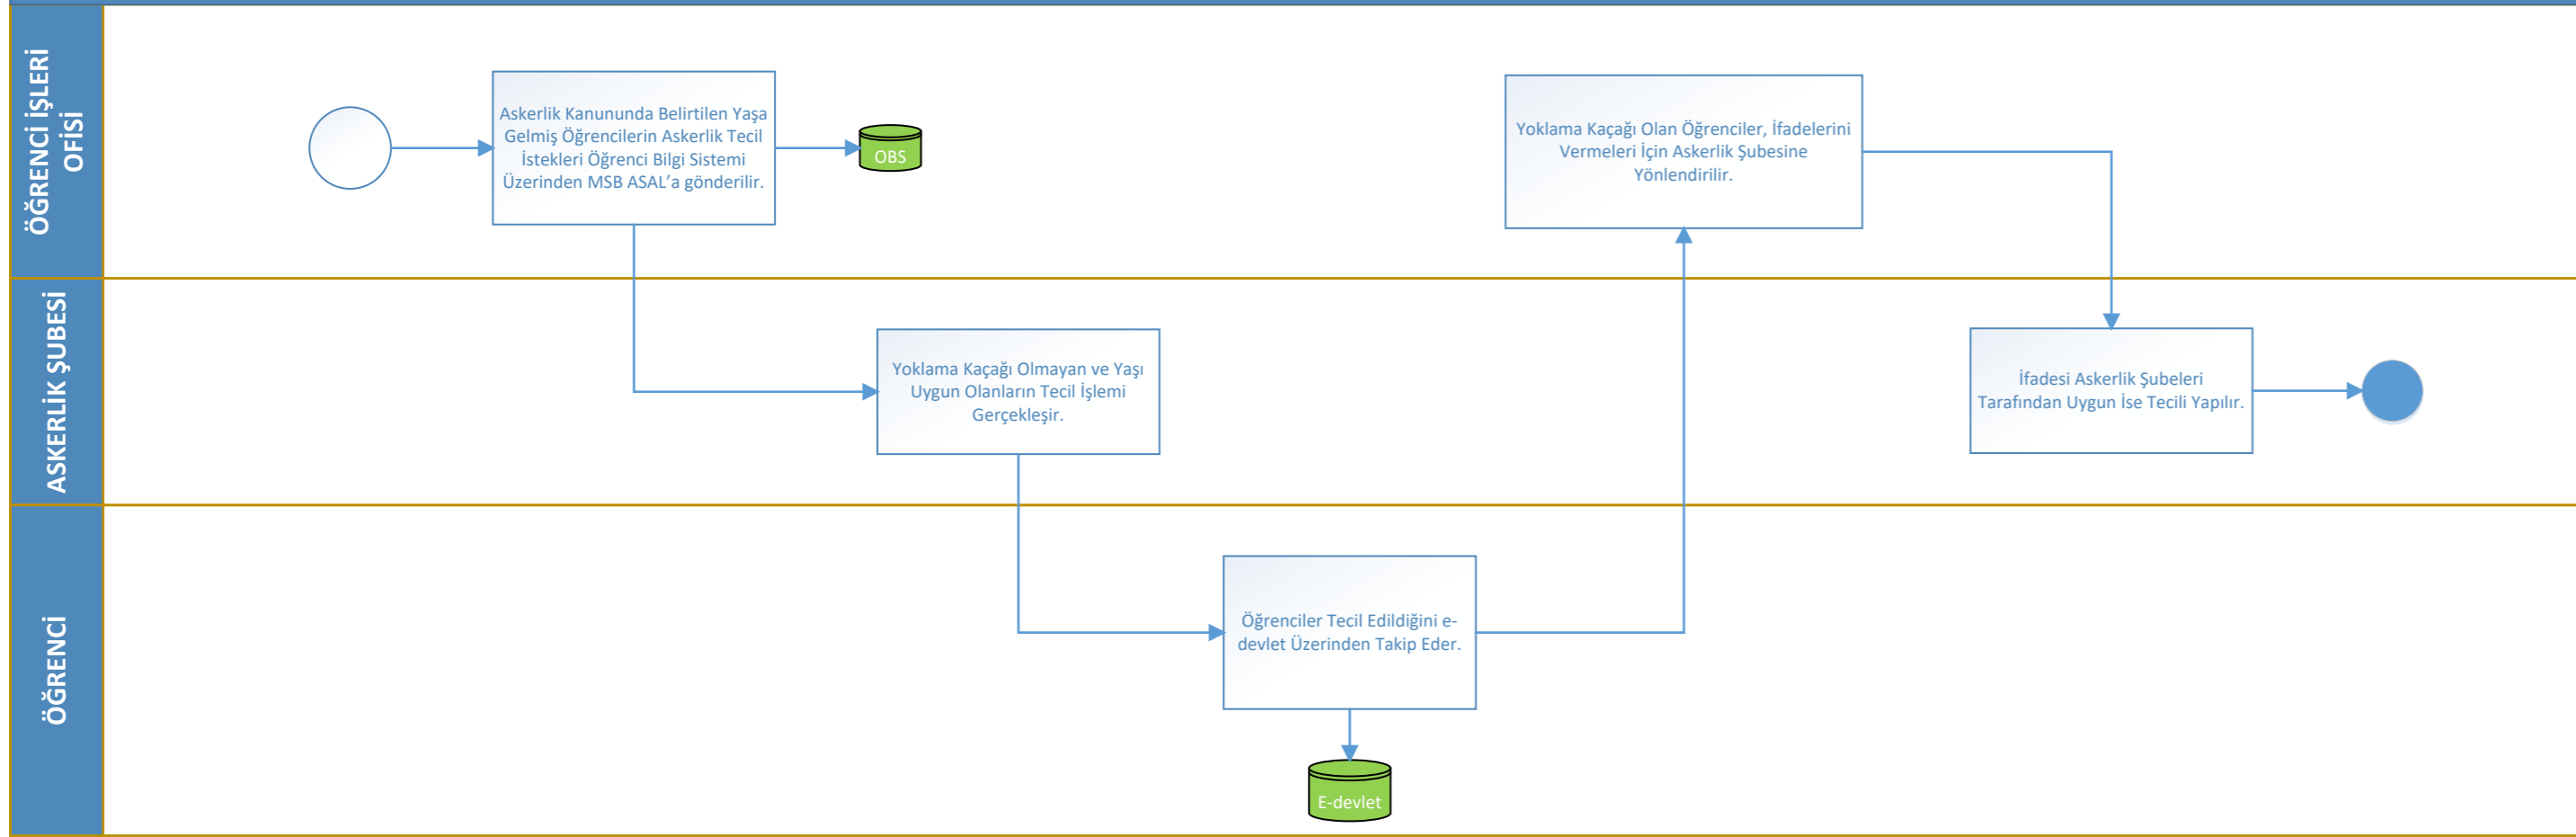 ÖĞRENCİ İŞLERİ
OFİSİ
Askerlik Kanununda Belirtilen Yaşa
Gelmiş Öğrencilerin Askerlik Tecil
İstekleri Öğrenci Bilgi Sistemi
Üzerinden MSB ASAL’a gönderilir.
OBS
Yoklama Kaçağı Olan Öğrenciler, İfadelerini
Vermeleri İçin Askerlik Şubesine
Yönlendirilir.
ASKERLİK ŞUBESİ
Yoklama Kaçağı Olmayan ve Yaşı
Uygun Olanların Tecil İşlemi
Gerçekleşir.
İfadesi Askerlik Şubeleri
Tarafından Uygun İse Tecili Yapılır.
ÖĞRENCİ
Öğrenciler Tecil Edildiğini e-
devlet Üzerinden Takip Eder.
E-devlet